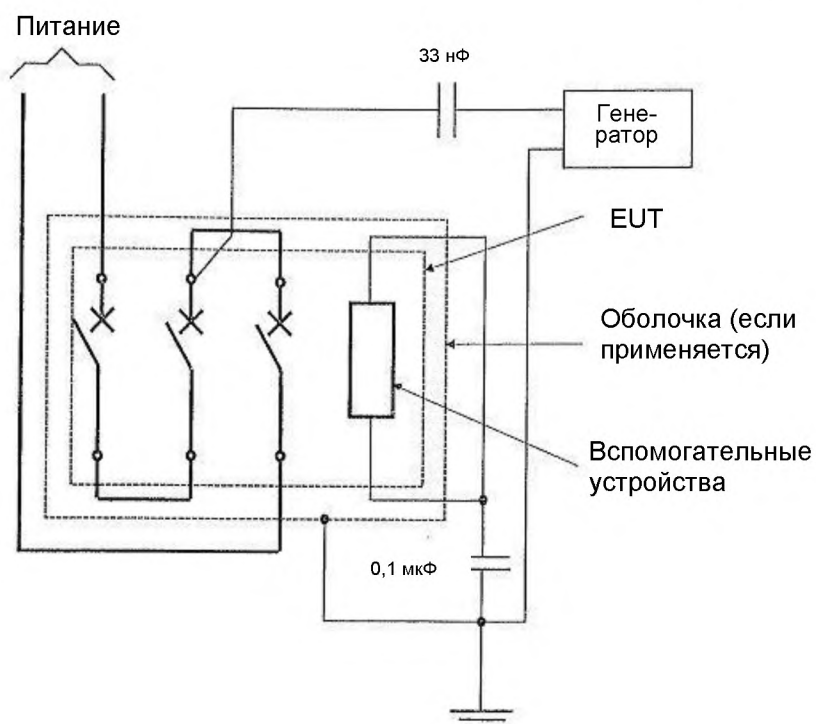 Питание
33 нФ
Гене-
ратор
EUT
Оболочка (если
применяется)
Вспомогательные
устройства
0,1 мкФ